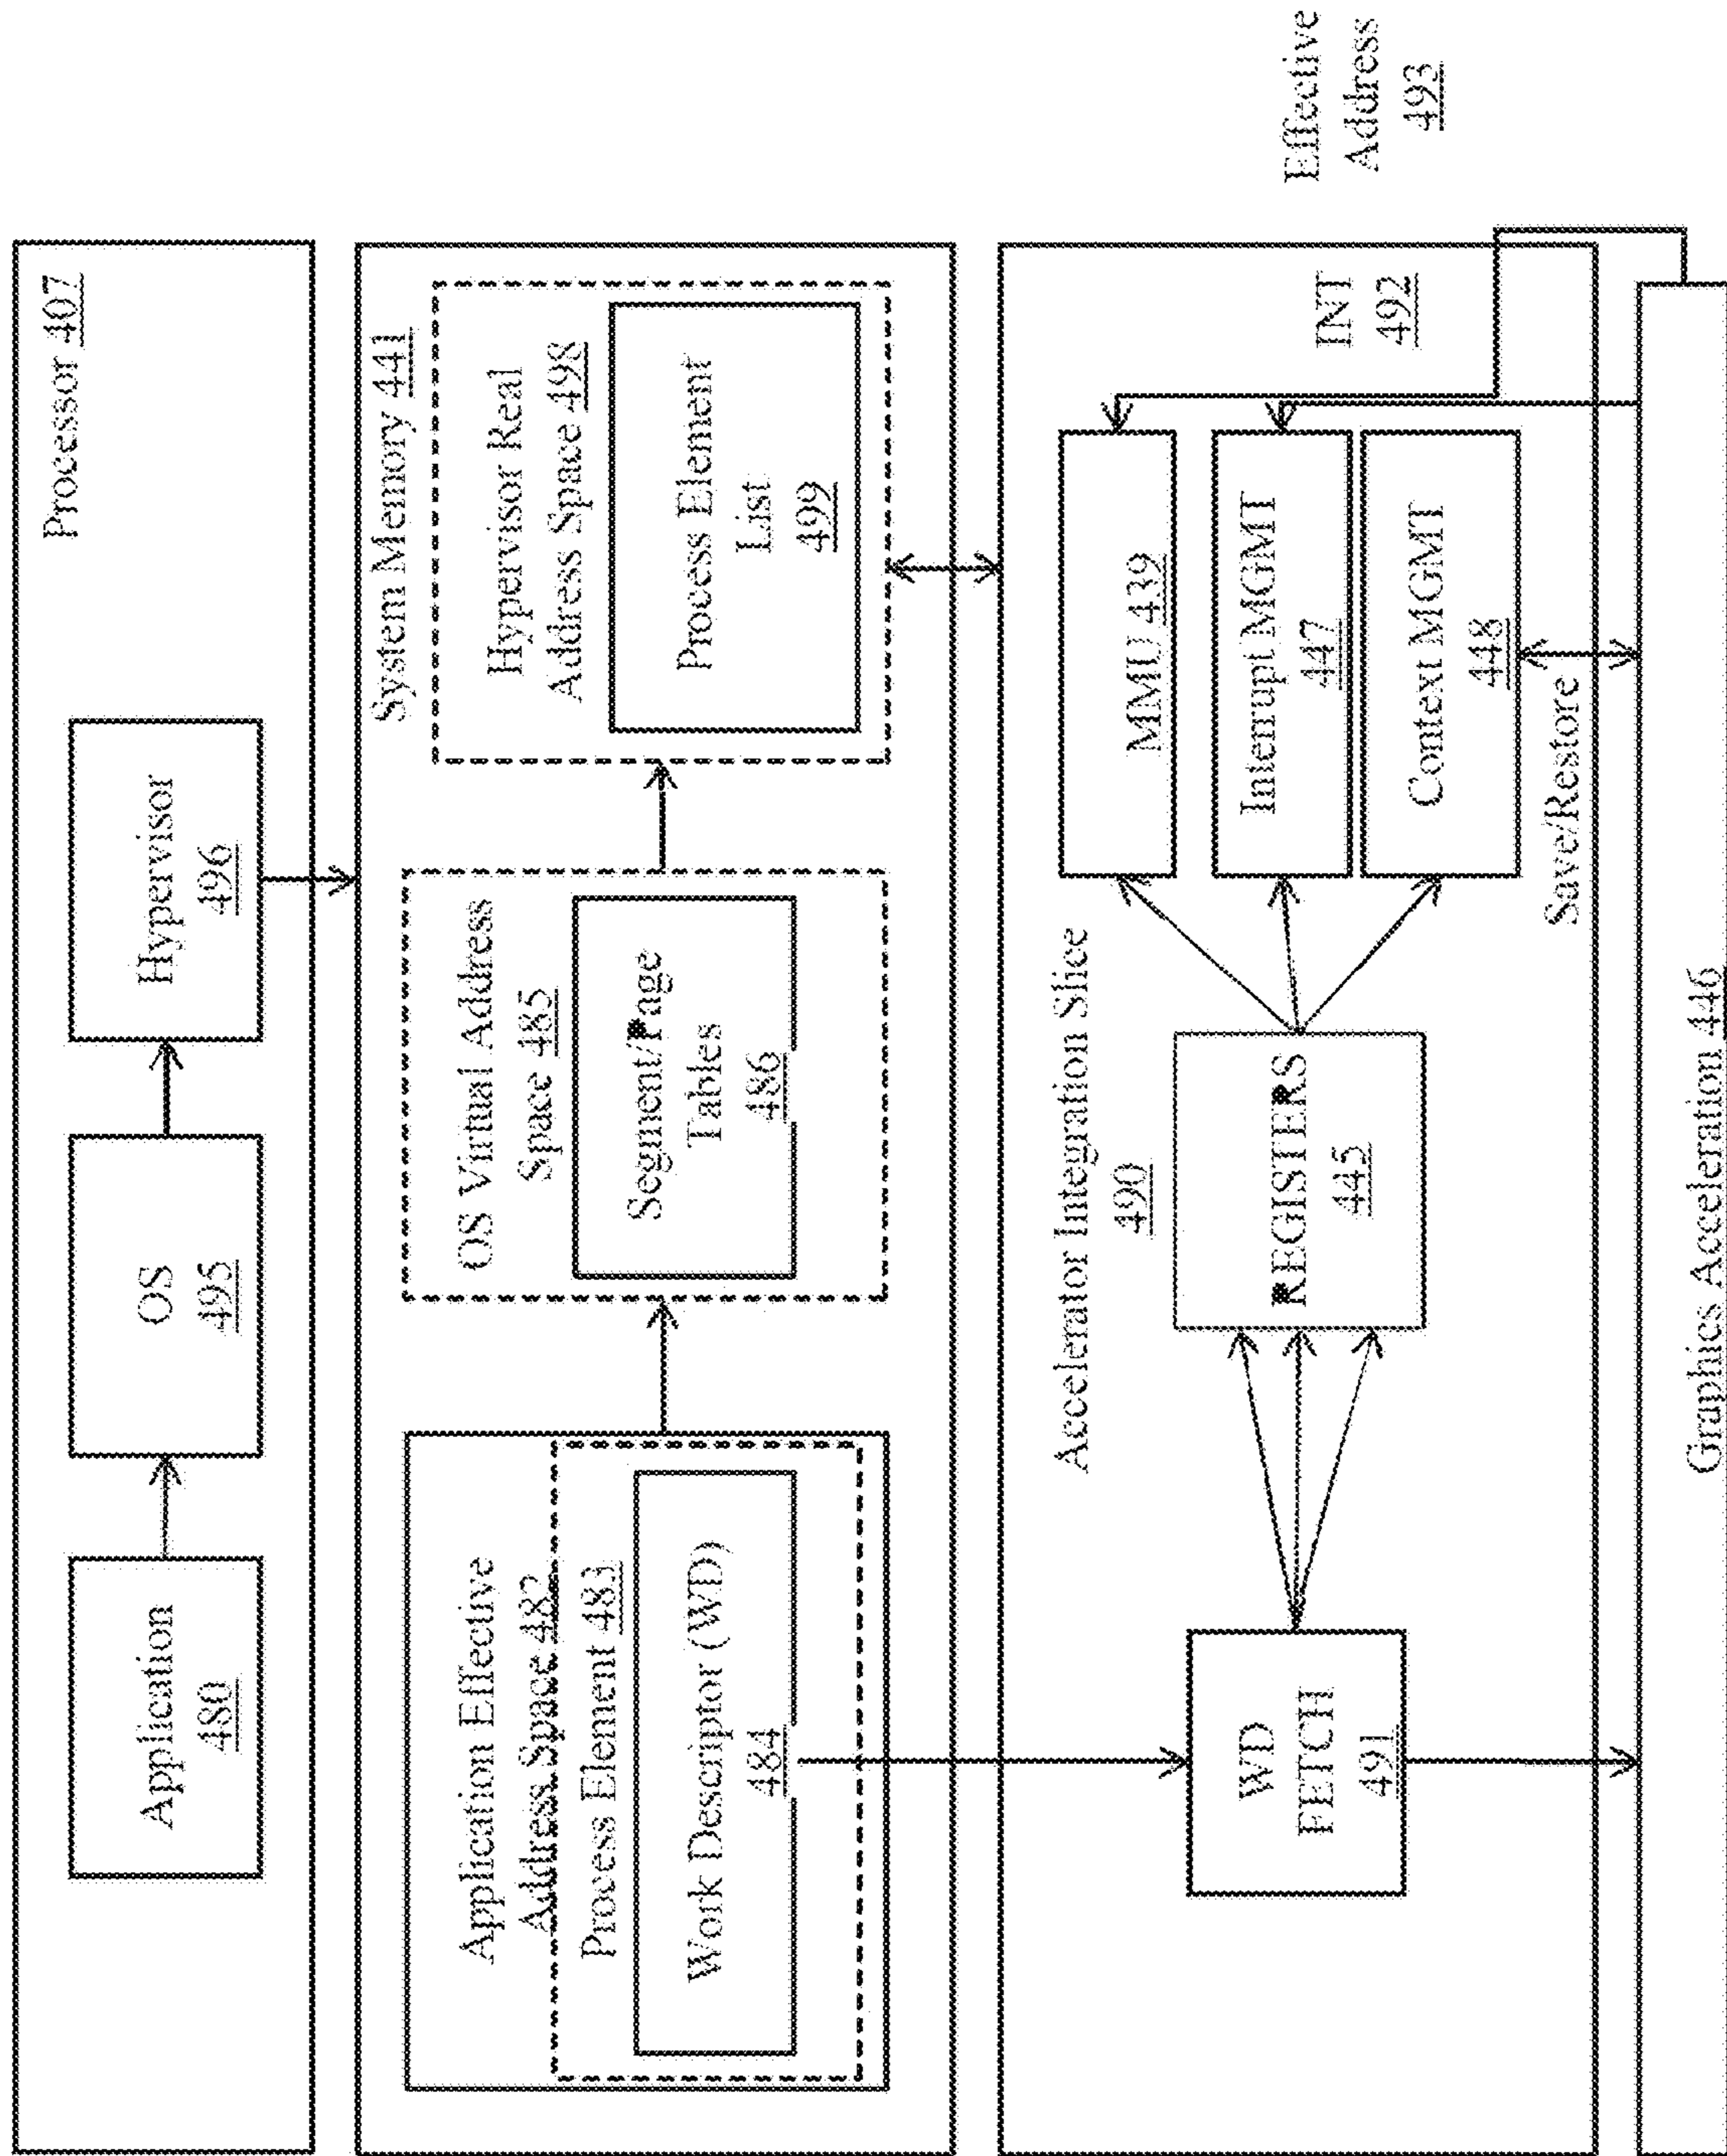 Processor 407
Application
480
OS
495
Hypervisor
496
System Memory 441
Application Effective
Address Space 482
Process Element 483
Work Descriptor (WD)
484
OS Virtual Address
Space 485
Segment/Page
Tables
486
Hypervisor Real
Address Space 498
Process Element
List
499
Accelerator Integration Slice
490
WD
FETCH
491
REGISTERS
445
MMU 439
Interrupt MGMT
447
Context MGMT
448
Save/Restore
INT
492
Effective
Address
493
Graphics Acceleration 446